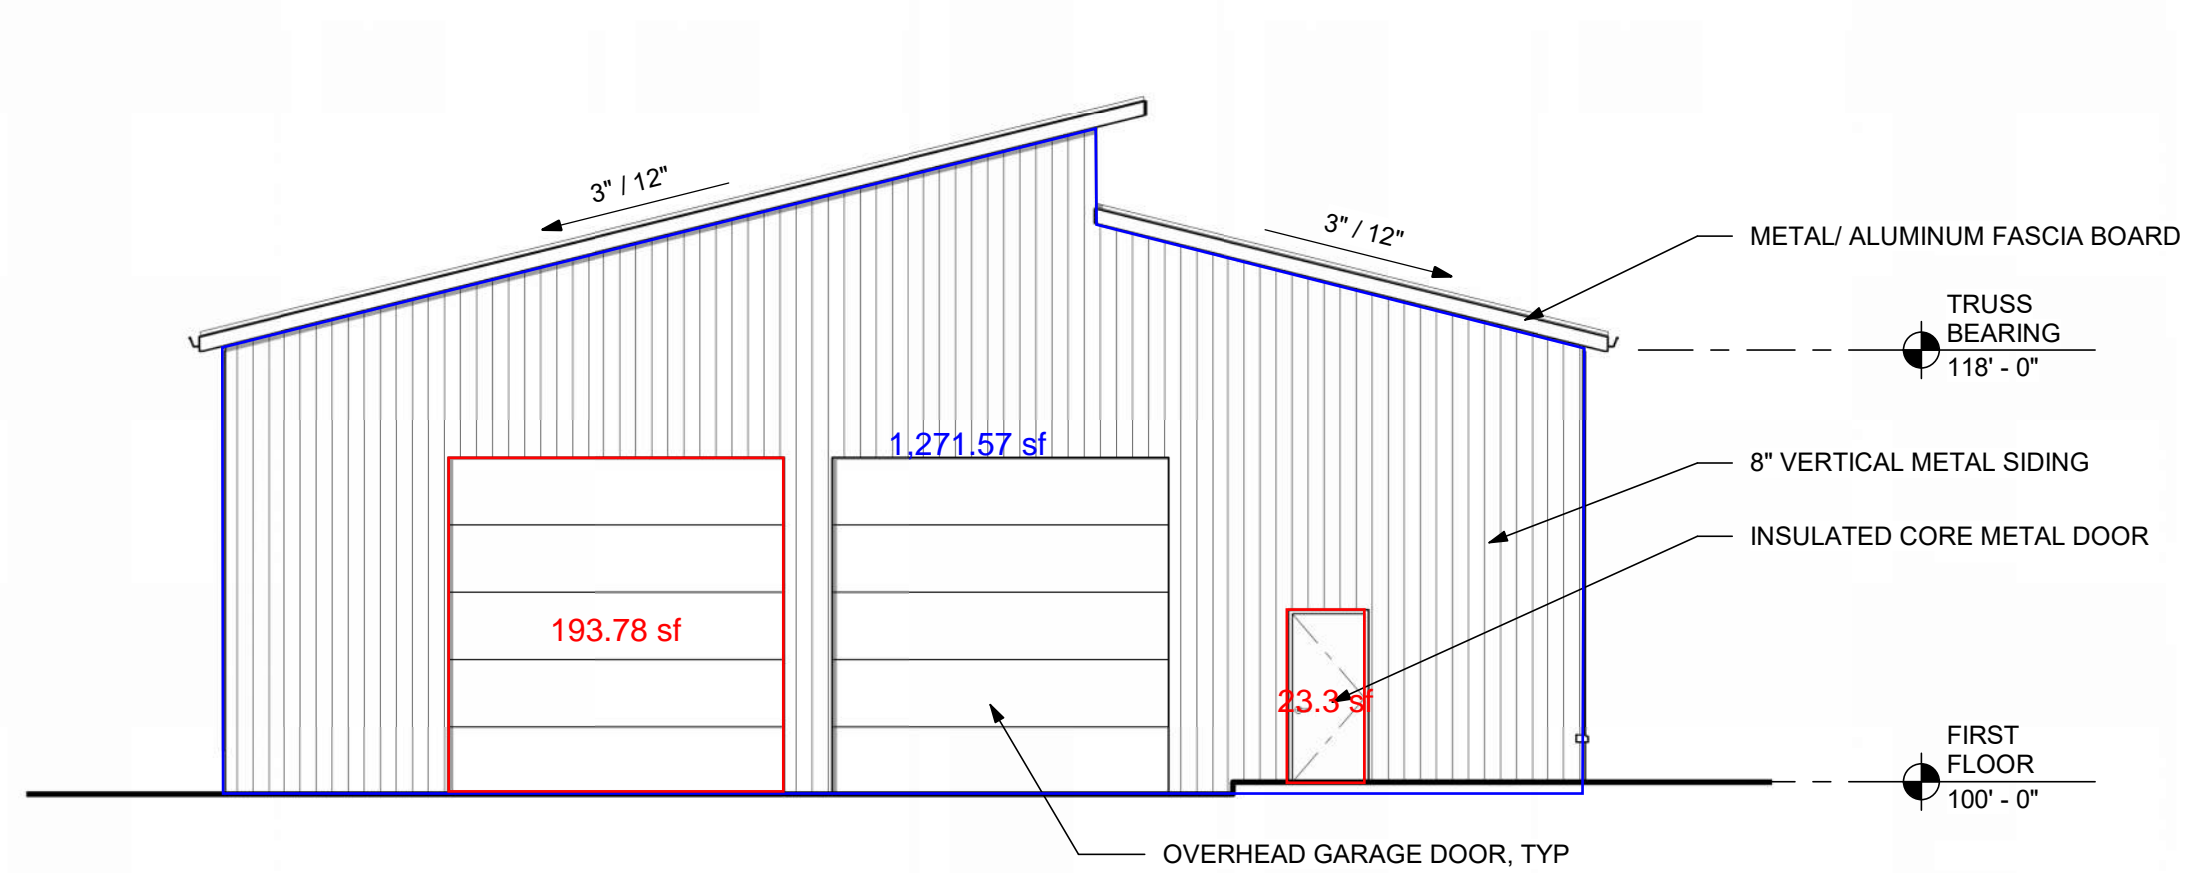 3" / 12"
3" / 12"
METAL/ ALUMINUM FASCIA BOARD
TRUSS
BEARING
118' - 0"
1,271.57 sf
8" VERTICAL METAL SIDING
INSULATED CORE METAL DOOR
193.78 sf
23.3 sf
FIRST
FLOOR
100' - 0"
OVERHEAD GARAGE DOOR, TYP